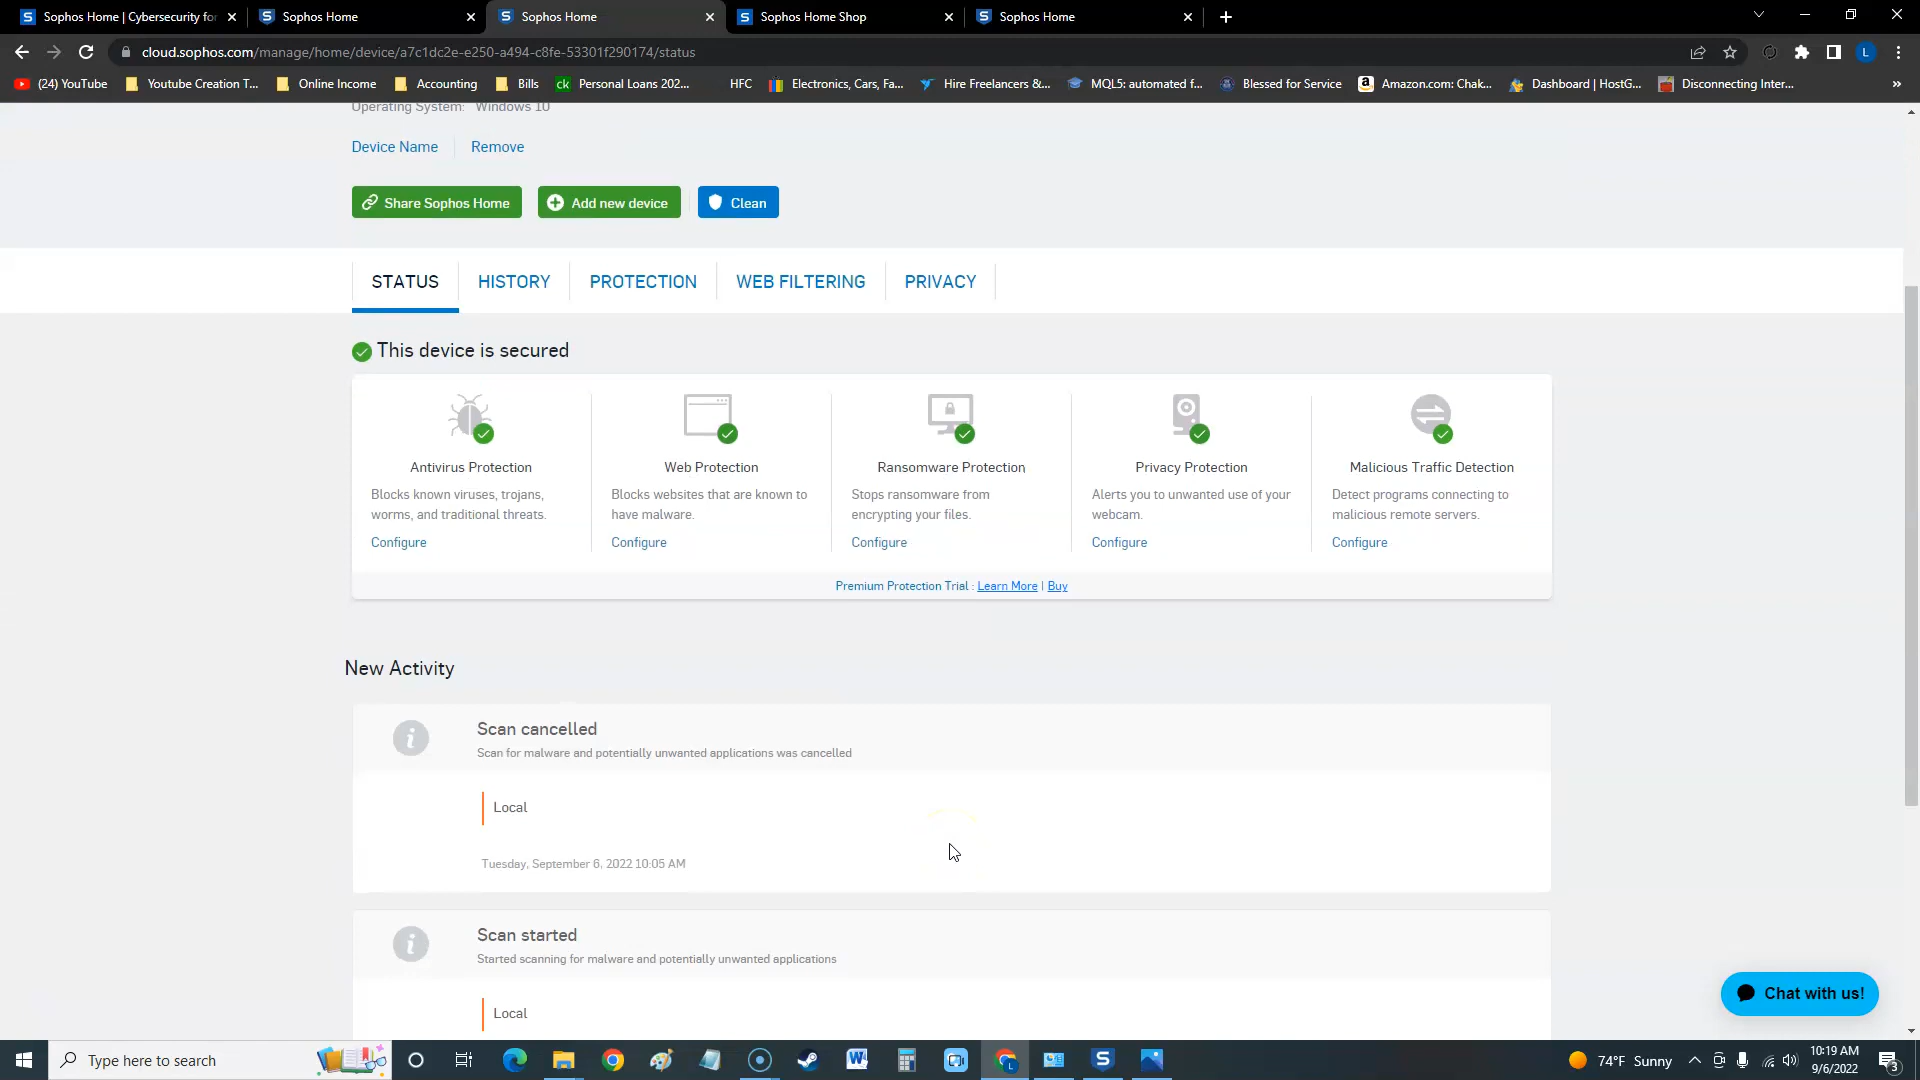 Sophos Home | Cybersecurity for
Sophos Home
Sophos Home
Sophos Home Shop
Sophos Home
cloud.sophos.com/manage/home/device/a7c1dc2e-e250-a494-c8fe-53301f290174/status
L
(24) YouTube
Youtube Creation T...
Online Income
Accounting
Bills
Personal Loans 202...
HFC
Electronics, Cars, Fa...
Hire Freelancers &...
MQL5: automated f...
Blessed for Service
Amazon.com: Chak...
Dashboard | HostG...
Disconnecting Inter...
»
Operating System: Windows 10
Device Name
Remove
Share Sophos Home
Add new device
Clean
STATUS
HISTORY
PROTECTION
WEB FILTERING
PRIVACY
This device is secured
Antivirus Protection
Blocks known viruses, trojans,
worms, and traditional threats.
Configure
Web Protection
Blocks websites that are known to
have malware.
Configure
Ransomware Protection
Stops ransomware from
encrypting your files.
Configure
Privacy Protection
Alerts you to unwanted use of your
webcam.
Configure
Malicious Traffic Detection
Detect programs connecting to
malicious remote servers.
Configure
Premium Protection Trial : Learn More | Buy
New Activity
Scan cancelled
Scan for malware and potentially unwanted applications was cancelled
Local
Tuesday, September 6, 2022 10:05 AM
Scan started
Started scanning for malware and potentially unwanted applications
Local
Chat with us!
Type here to search
74°F Sunny
10:19 AM
9/6/2022
3